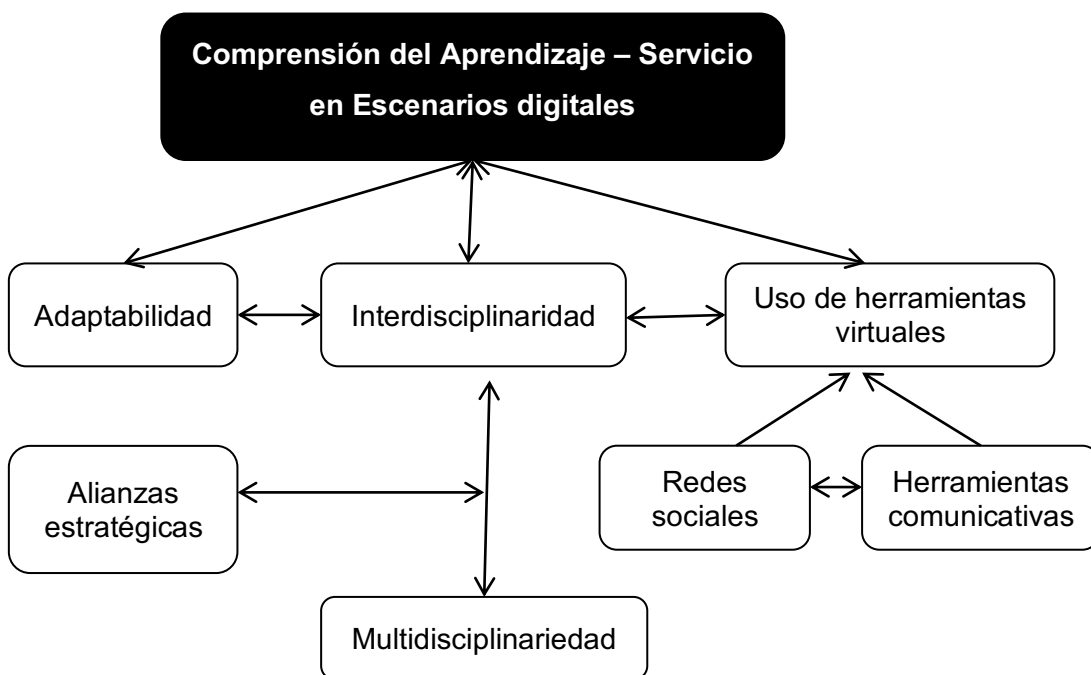 Comprensión del Aprendizaje – Servicio
en Escenarios digitales
Adaptabilidad
Interdisciplinaridad
Uso de herramientas
virtuales
Alianzas
estratégicas
Redes
sociales
Herramientas
comunicativas
Multidisciplinariedad